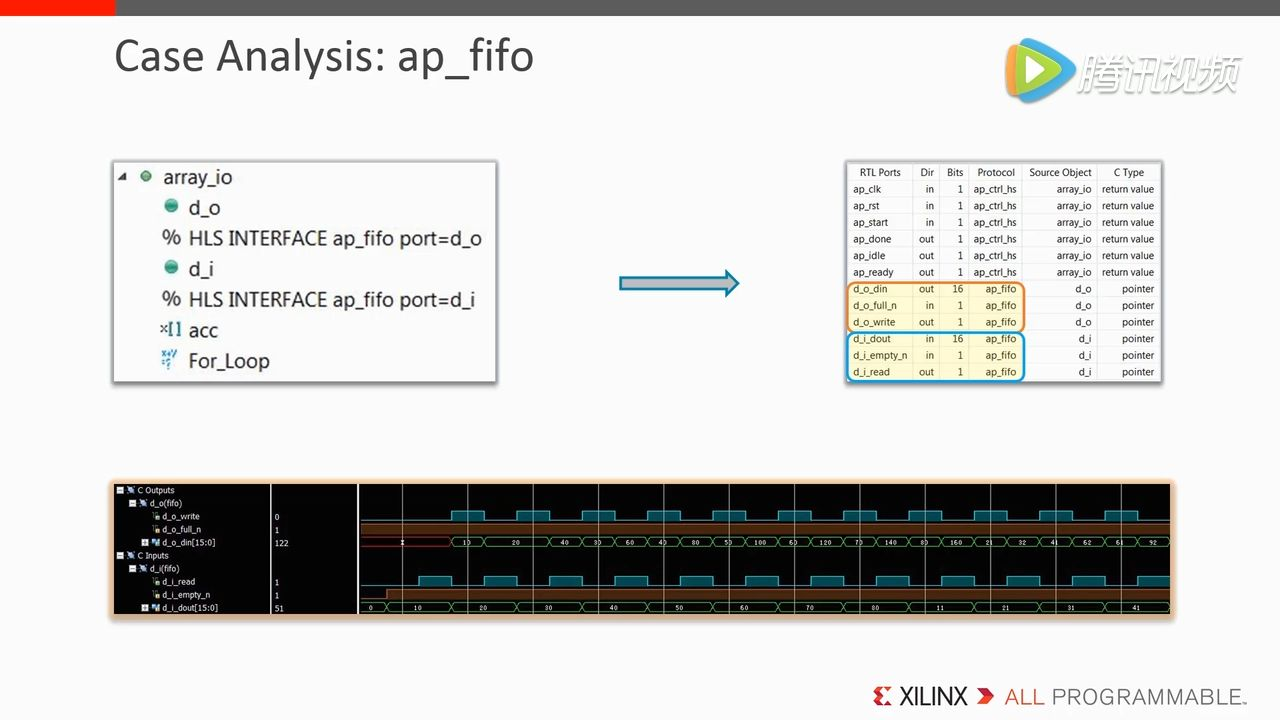 Case Analysis: ap_fifo
腾讯视频
array_io
d_o
% HLS INTERFACE ap_fifo port=d_o
d_i
% HLS INTERFACE ap_fifo port=d_i
acc
For_Loop
RTL Ports Dir Bits Protocol Source Object C Type
ap_clk in 1 ap_ctrl_hs array_io return value
ap_rst in 1 ap_ctrl_hs array_io return value
ap_start in 1 ap_ctrl_hs array_io return value
ap_done out 1 ap_ctrl_hs array_io return value
ap_idle out 1 ap_ctrl_hs array_io return value
ap_ready out 1 ap_ctrl_hs array_io return value
d_o_din out 16 ap_fifo d_o pointer
d_o_full_n in 1 ap_fifo d_o pointer
d_o_write out 1 ap_fifo d_o pointer
d_i_dout in 16 ap_fifo d_i pointer
d_i_empty_n in 1 ap_fifo d_i pointer
d_i_read out 1 ap_fifo d_i pointer
C Outputs
d_o(fifo)
d_o_write 0
d_o_full_n 1
d_o_din[15:0] 122 10 20 40 30 60 40 80 50 100 60 120 70 140 80 160 21 32 41 62 61 92
C Inputs
d_i(fifo)
d_i_read 1
d_i_empty_n 1
d_i_dout[15:0] 51 0 10 20 30 40 50 60 70 80 11 21 31 41
XILINX ALL PROGRAMMABLE™